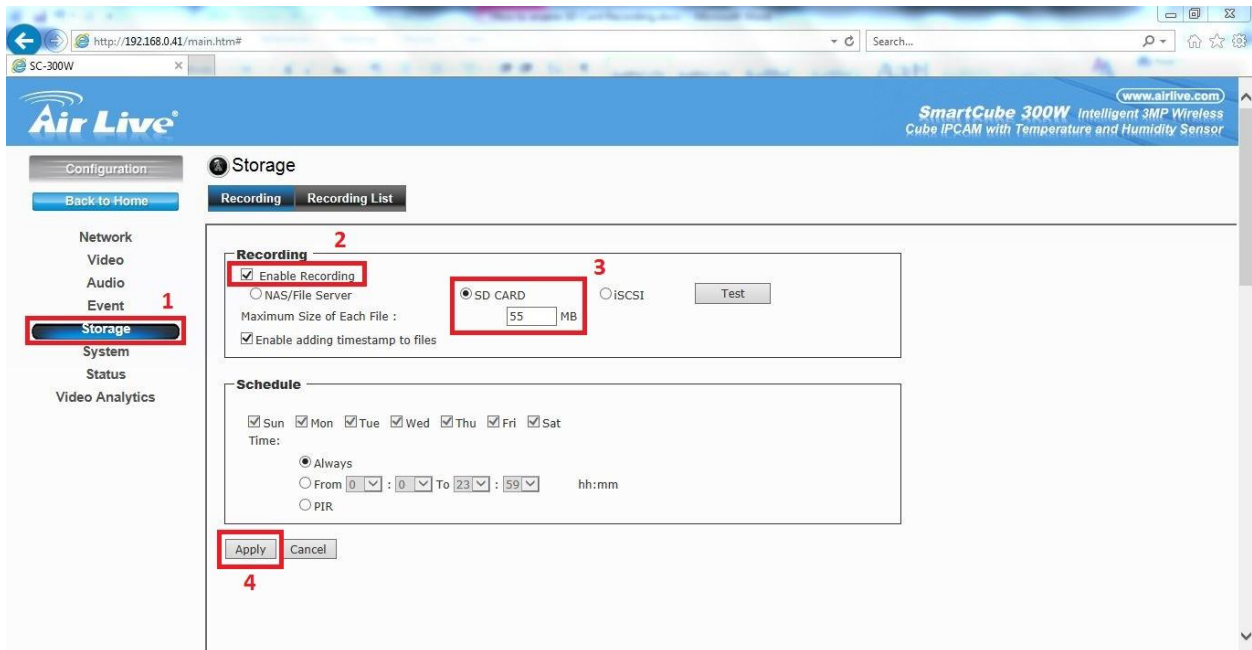 http://192.168.0.41/main.htm#
Search...
SC-300W
Air Live®
www.airlive.com
SmartCube 300W Intelligent 3MP Wireless
Cube IPCAM with Temperature and Humidity Sensor
Configuration
Back to Home
Network
Video
Audio
Event
1
Storage
System
Status
Video Analytics
Storage
Recording Recording List
2
Recording
Enable Recording
3
NAS/File Server SD CARD iSCSI Test
Maximum Size of Each File : 55 MB
Enable adding timestamp to files
Schedule
Sun Mon Tue Wed Thu Fri Sat
Time:
Always
From 0 : 0 To 23 : 59 hh:mm
PIR
Apply Cancel
4